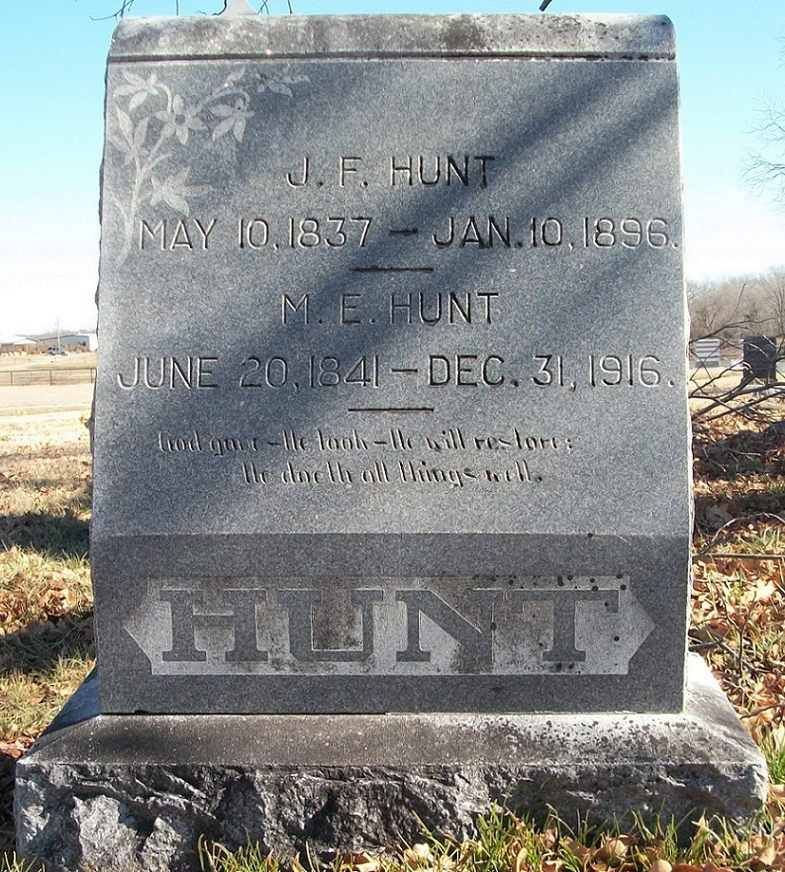 J. F. HUNT
MAY 10, 1837 — JAN. 10, 1896.
M. E. HUNT
JUNE 20, 1841 — DEC. 31, 1916.
God gave – He took – He will restore;
He doeth all things well.
HUNT